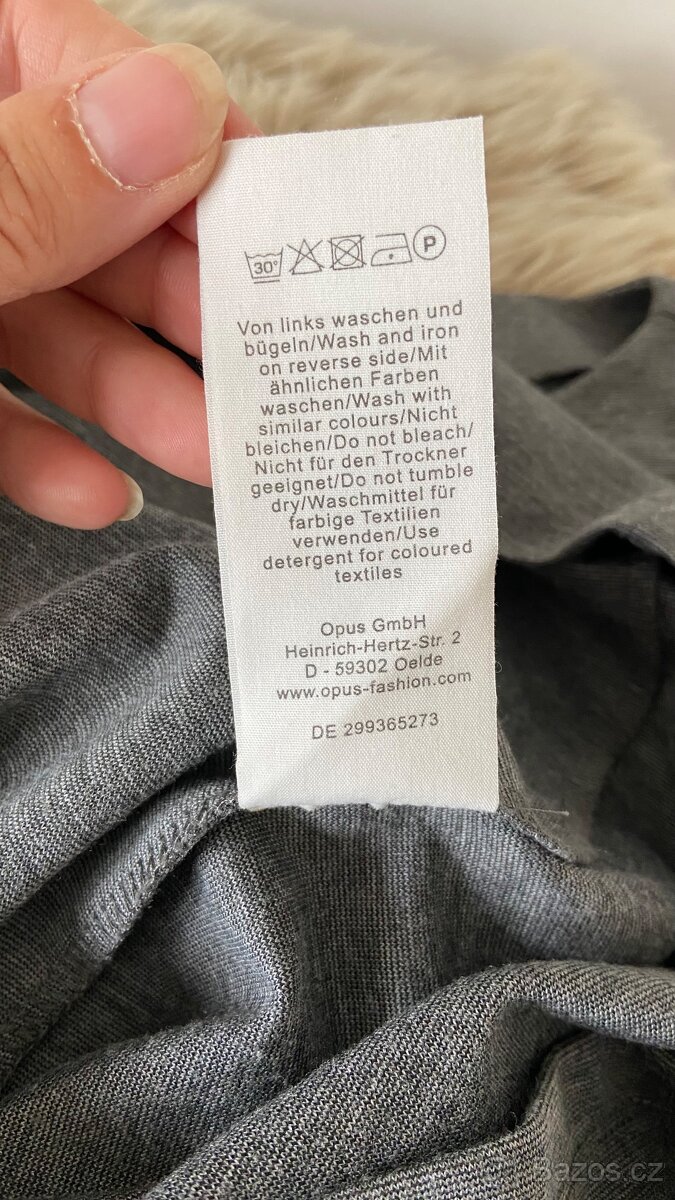 30°
P
Von links waschen und
bügeln/Wash and iron
on reverse side/Mit
ähnlichen Farben
waschen/Wash with
similar colours/Nicht
bleichen/Do not bleach/
Nicht für den Trockner
geeignet/Do not tumble
dry/Waschmittel für
farbige Textilien
verwenden/Use
detergent for coloured
textiles
Opus GmbH
Heinrich-Hertz-Str. 2
D - 59302 Oelde
www.opus-fashion.com
DE 299365273
Bazos.cz